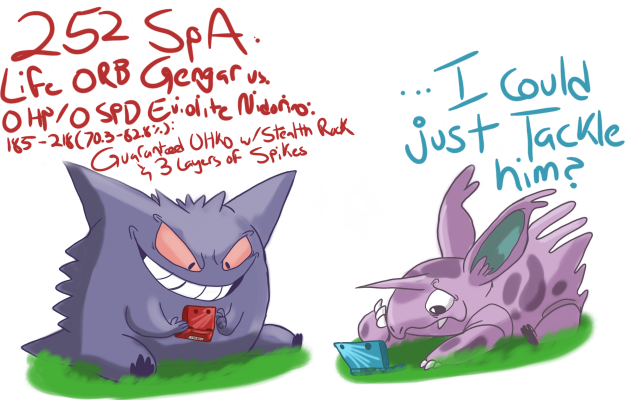 252 SpA.
Life ORB Gengar vs.
0 HP/0 SPD Eviolite Nidorino:
185-218 (70.3-82.8%):
Guaranteed OHKO w/ Stealth Rock
& 3 Layers of Spikes
...I could
just Tackle
him?